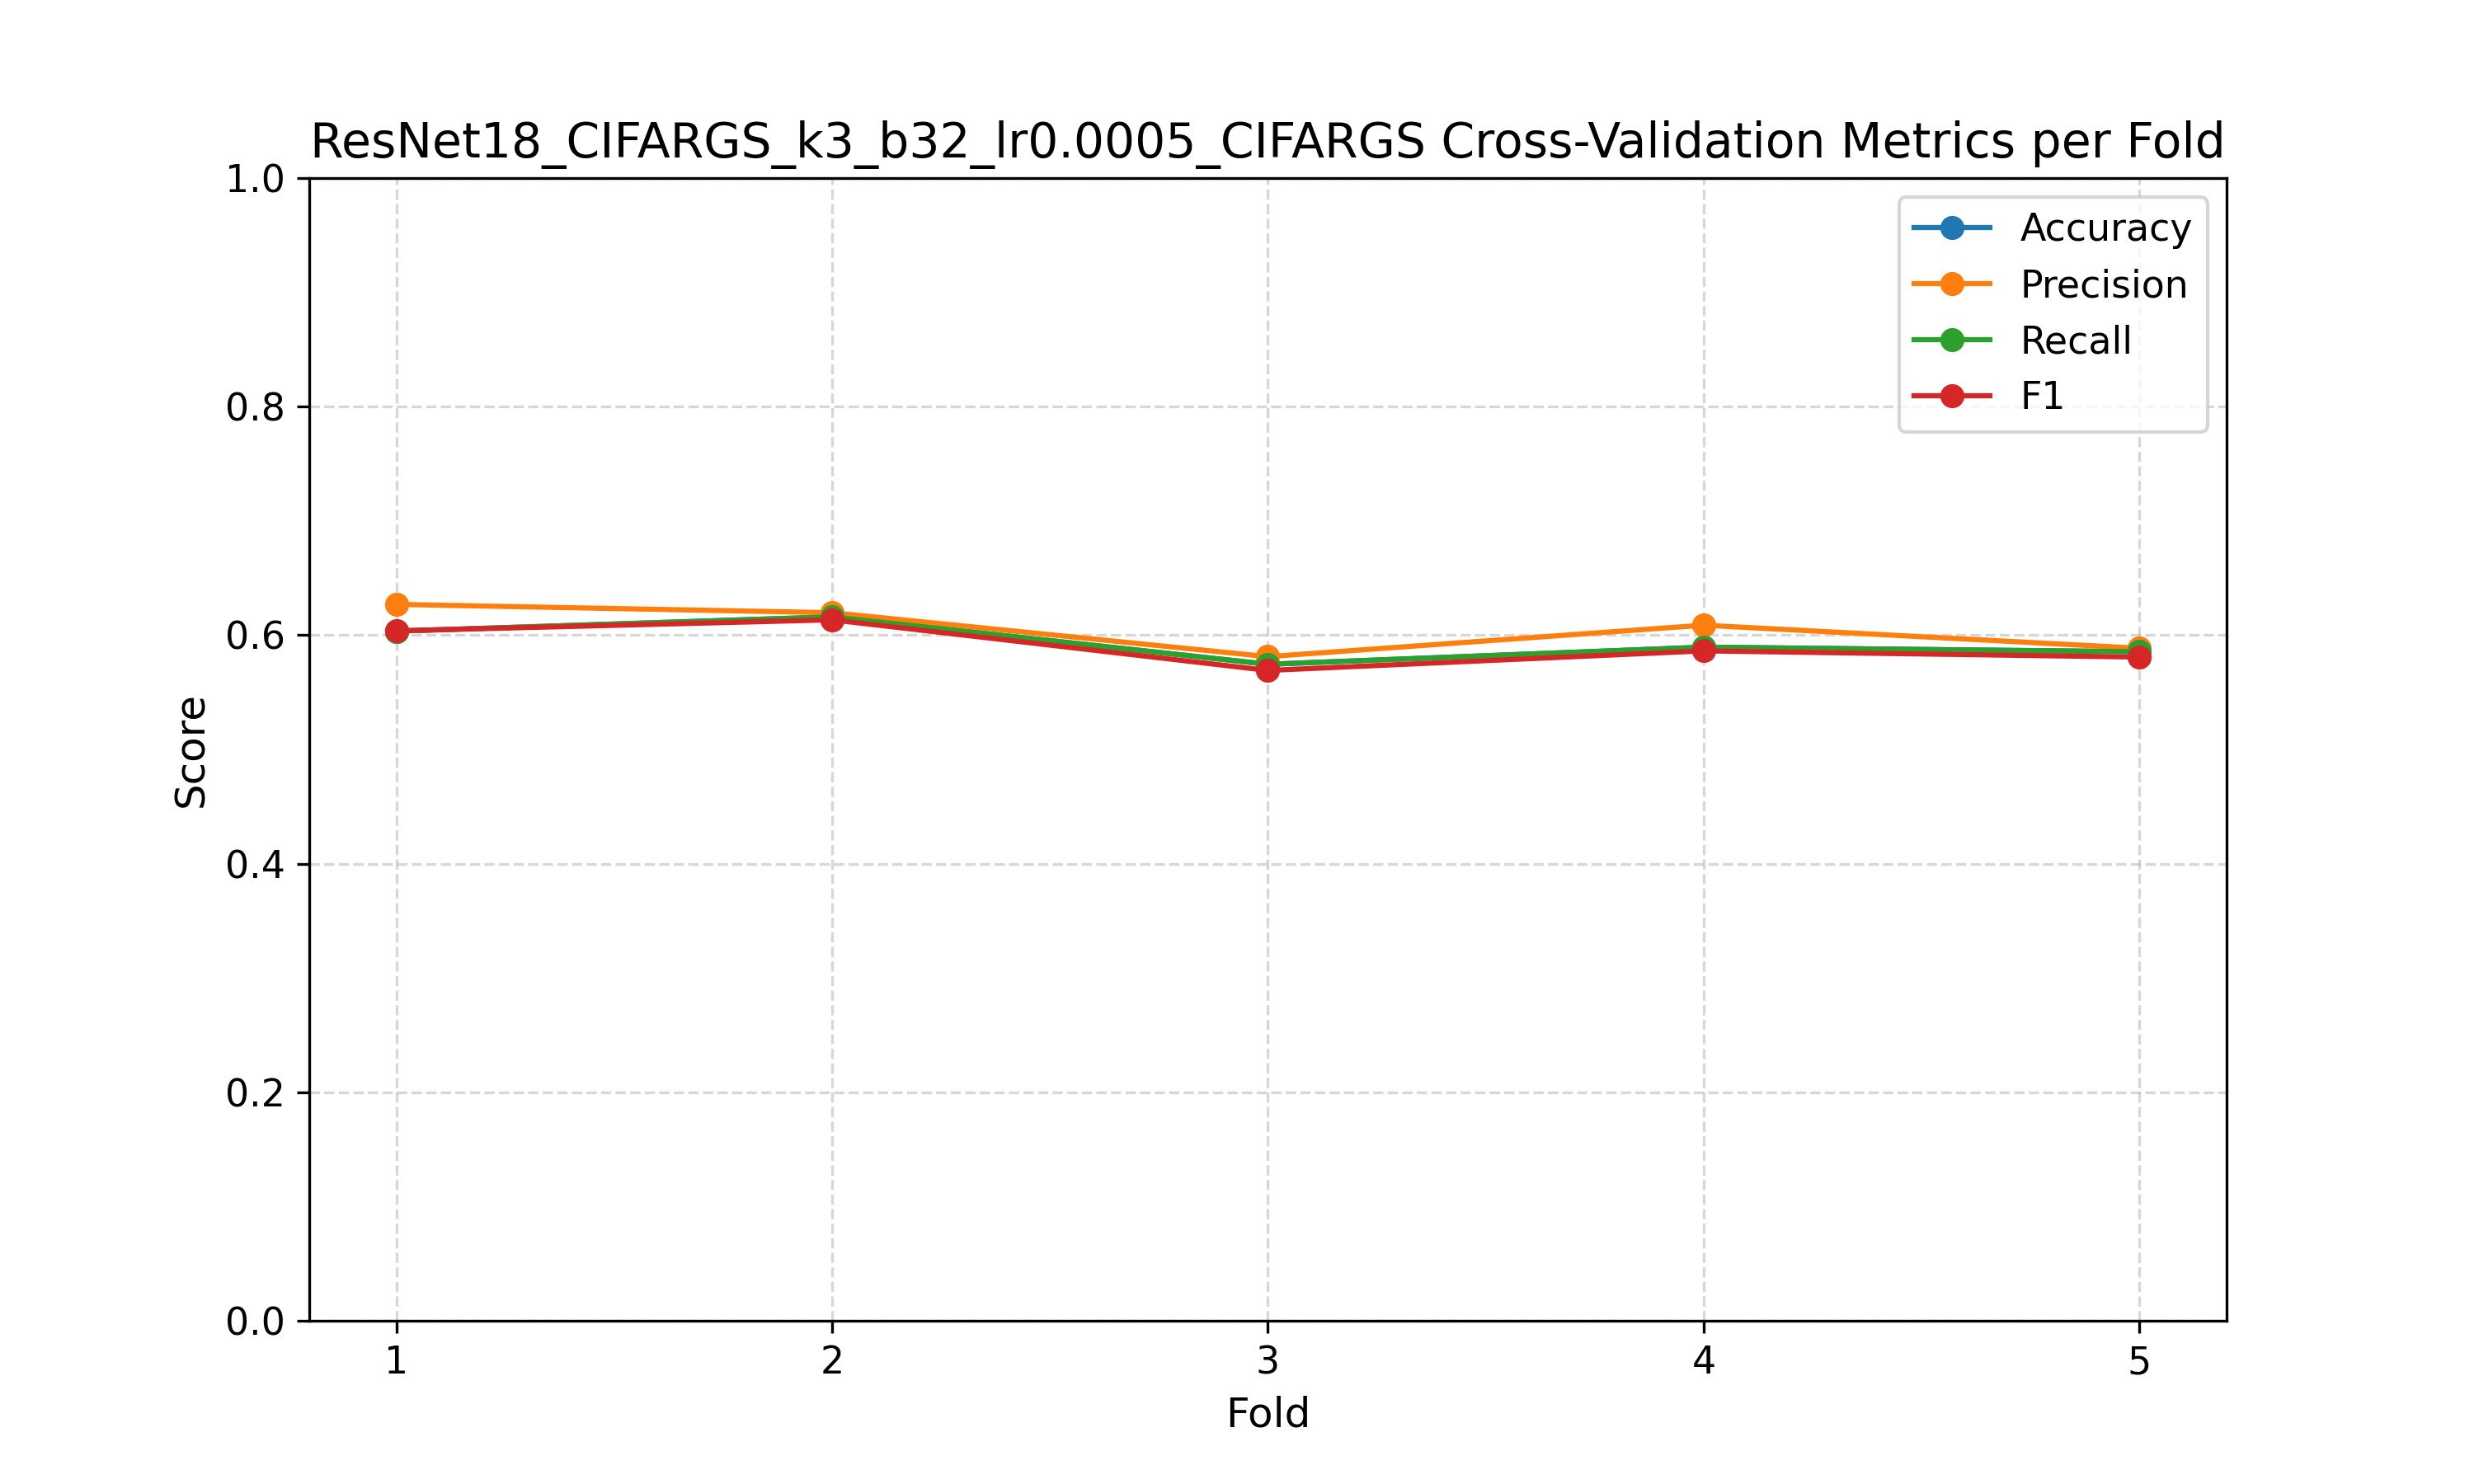 ResNet18_CIFARGS_k3_b32_lr0.0005_CIFARGS Cross-Validation Metrics per Fold
1.0
0.8
0.6
0.4
0.2
0.0
Score
Accuracy
Precision
Recall
F1
1 2 3 4 5
Fold